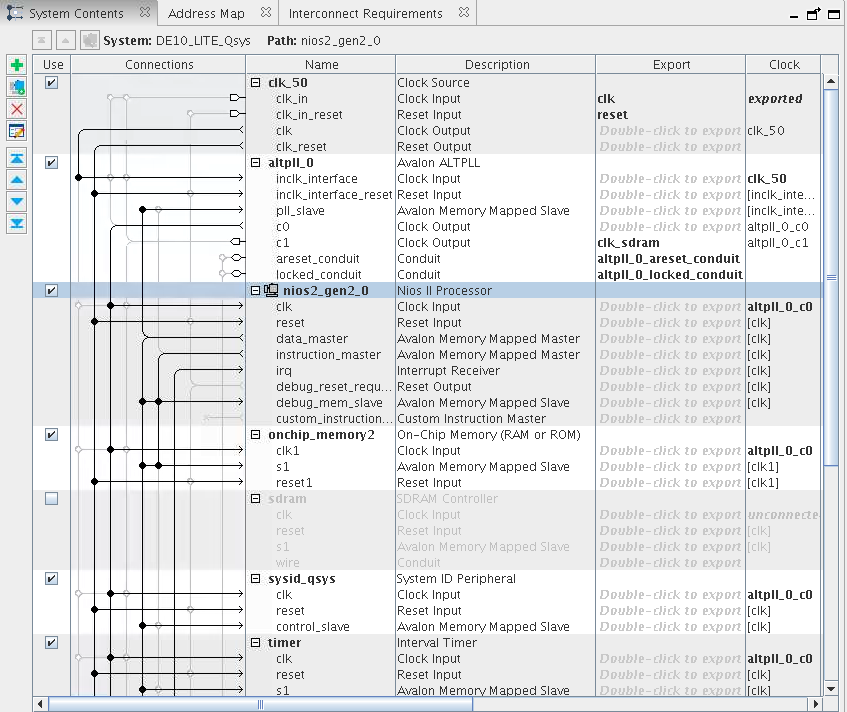 System Contents Address Map Interconnect Requirements
System: DE10_LITE_Qsys Path: nios2_gen2_0
Use Connections Name Description Export Clock
clk_50 Clock Source
clk_in Clock Input clk exported
clk_in_reset Reset Input reset
clk Clock Output Double-click to export clk_50
clk_reset Reset Output Double-click to export
altpll_0 Avalon ALTPLL
inclk_interface Clock Input Double-click to export clk_50
inclk_interface_reset Reset Input Double-click to export [inclk_inte...
pll_slave Avalon Memory Mapped Slave Double-click to export [inclk_inte...
c0 Clock Output Double-click to export altpll_0_c0
c1 Clock Output clk_sdram altpll_0_c1
areset_conduit Conduit altpll_0_areset_conduit
locked_conduit Conduit altpll_0_locked_conduit
nios2_gen2_0 Nios II Processor
clk Clock Input Double-click to export altpll_0_c0
reset Reset Input Double-click to export [clk]
data_master Avalon Memory Mapped Master Double-click to export [clk]
instruction_master Avalon Memory Mapped Master Double-click to export [clk]
irq Interrupt Receiver Double-click to export [clk]
debug_reset_requ... Reset Output Double-click to export [clk]
debug_mem_slave Avalon Memory Mapped Slave Double-click to export [clk]
custom_instruction... Custom Instruction Master Double-click to export
onchip_memory2 On-Chip Memory (RAM or ROM)
clk1 Clock Input Double-click to export altpll_0_c0
s1 Avalon Memory Mapped Slave Double-click to export [clk1]
reset1 Reset Input Double-click to export [clk1]
sdram SDRAM Controller
clk Clock Input Double-click to export unconnecte
reset Reset Input Double-click to export [clk]
s1 Avalon Memory Mapped Slave Double-click to export [clk]
wire Conduit Double-click to export
sysid_qsys System ID Peripheral
clk Clock Input Double-click to export altpll_0_c0
reset Reset Input Double-click to export [clk]
control_slave Avalon Memory Mapped Slave Double-click to export [clk]
timer Interval Timer
clk Clock Input Double-click to export altpll_0_c0
reset Reset Input Double-click to export [clk]
s1 Avalon Memory Mapped Slave Double-click to export [clk]